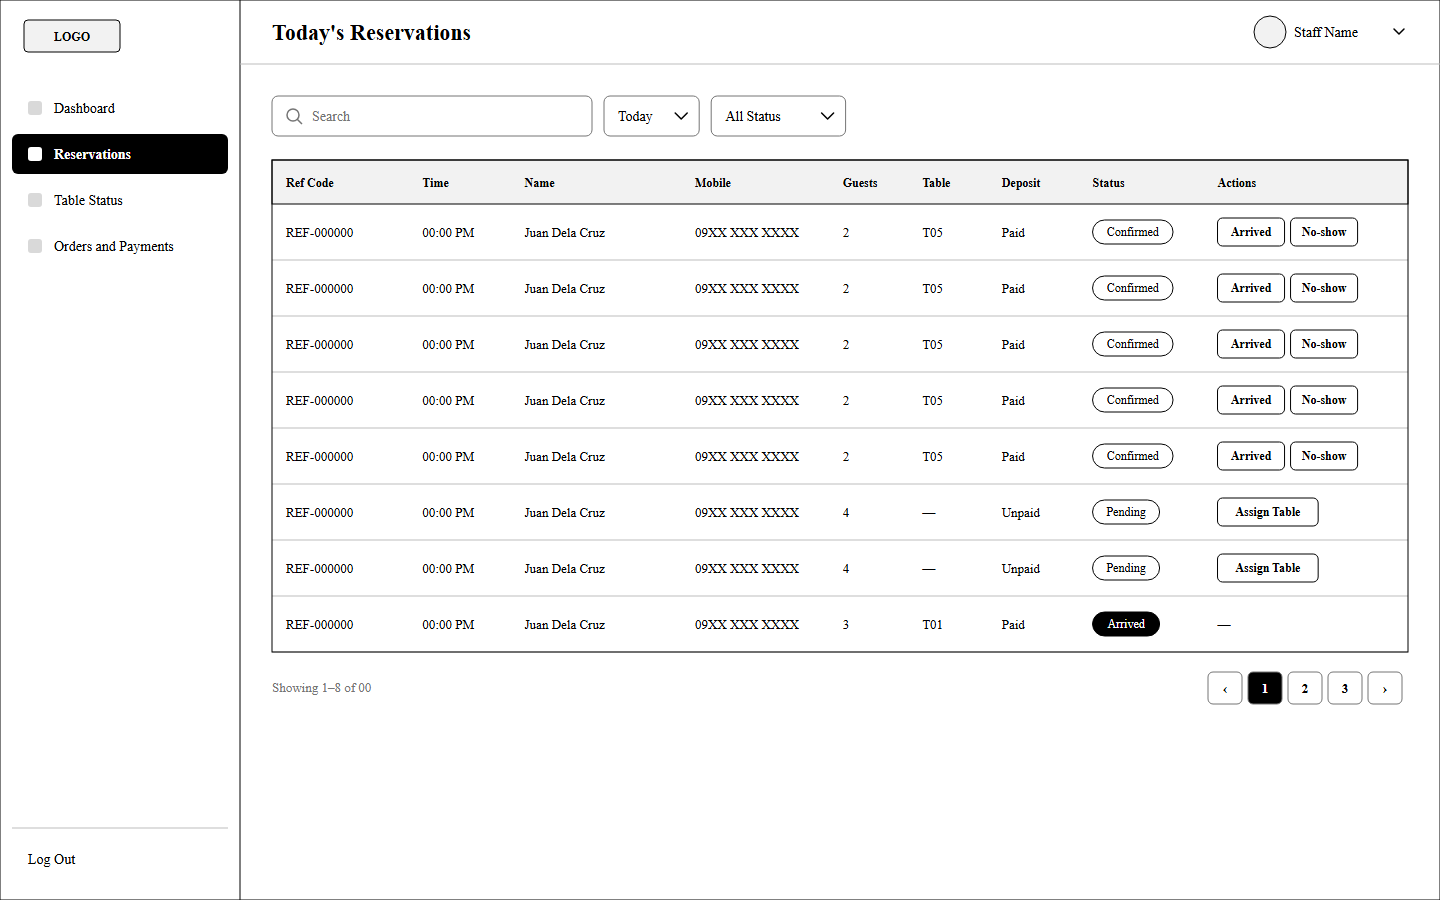 LOGO
Today's Reservations
Staff Name
Dashboard
Reservations
Table Status
Orders and Payments
Log Out
Search
Today
All Status
Ref Code Time Name Mobile Guests Table Deposit Status Actions
REF-000000 00:00 PM Juan Dela Cruz 09XX XXX XXXX 2 T05 Paid Confirmed Arrived No-show
REF-000000 00:00 PM Juan Dela Cruz 09XX XXX XXXX 2 T05 Paid Confirmed Arrived No-show
REF-000000 00:00 PM Juan Dela Cruz 09XX XXX XXXX 2 T05 Paid Confirmed Arrived No-show
REF-000000 00:00 PM Juan Dela Cruz 09XX XXX XXXX 2 T05 Paid Confirmed Arrived No-show
REF-000000 00:00 PM Juan Dela Cruz 09XX XXX XXXX 2 T05 Paid Confirmed Arrived No-show
REF-000000 00:00 PM Juan Dela Cruz 09XX XXX XXXX 4 — Unpaid Pending Assign Table
REF-000000 00:00 PM Juan Dela Cruz 09XX XXX XXXX 4 — Unpaid Pending Assign Table
REF-000000 00:00 PM Juan Dela Cruz 09XX XXX XXXX 3 T01 Paid Arrived —
Showing 1–8 of 00
‹ 1 2 3 ›